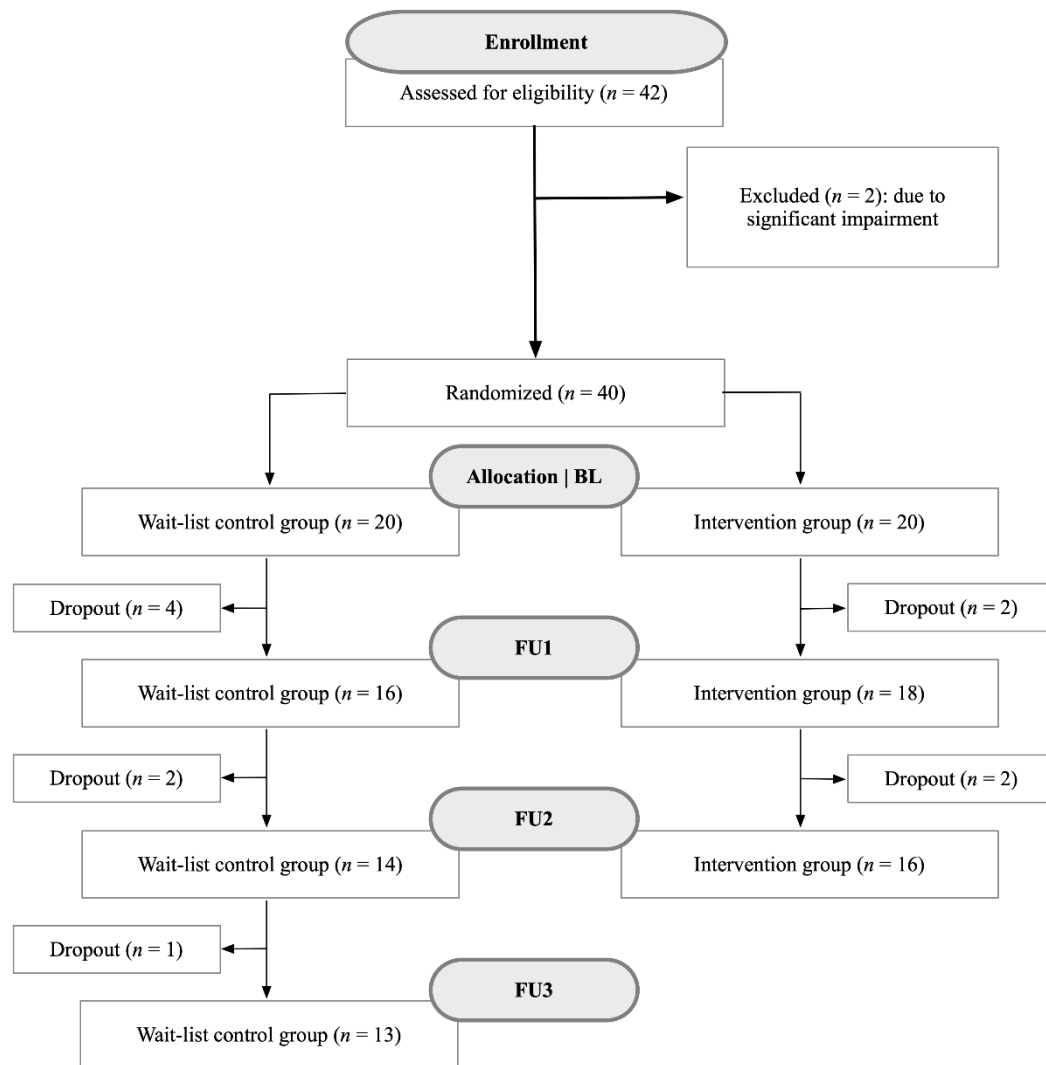 Enrollment
Assessed for eligibility (n = 42)
Excluded (n = 2): due to
significant impairment
Randomized (n = 40)
Allocation | BL
Wait-list control group (n = 20)
Intervention group (n = 20)
Dropout (n = 4)
Dropout (n = 2)
FU1
Wait-list control group (n = 16)
Intervention group (n = 18)
Dropout (n = 2)
Dropout (n = 2)
FU2
Wait-list control group (n = 14)
Intervention group (n = 16)
Dropout (n = 1)
FU3
Wait-list control group (n = 13)